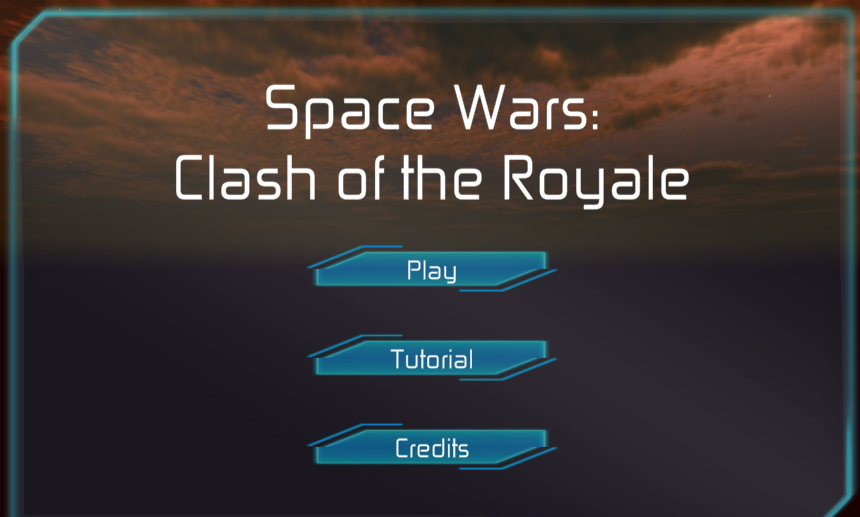 Space Wars:
Clash of the Royale
Play
Tutorial
Credits